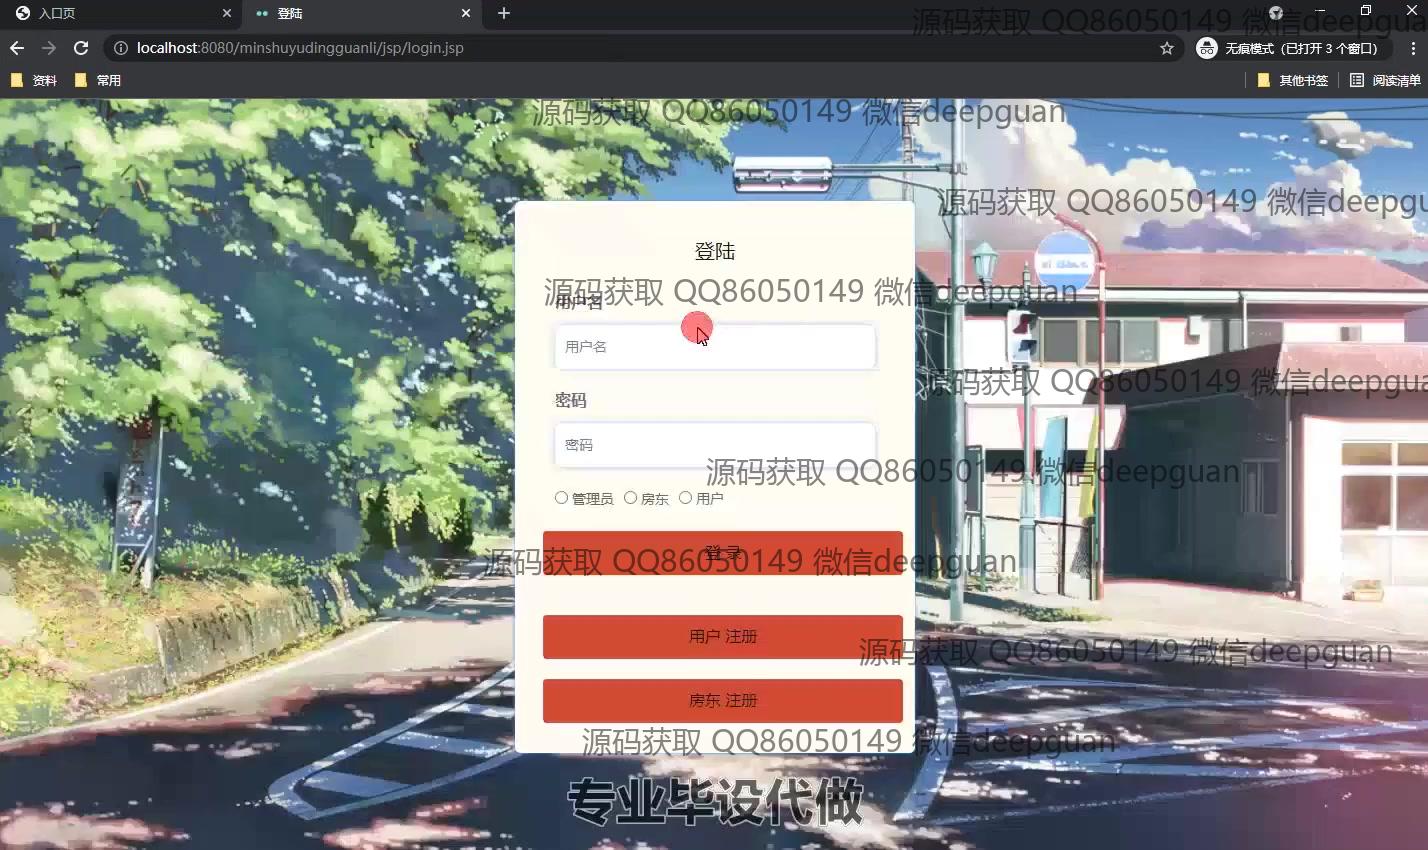 入口页
登陆
localhost:8080/minshuyudingguanli/jsp/login.jsp
无痕模式（已打开 3 个窗口）
资料
常用
其他书签
阅读清单
源码获取 QQ86050149 微信deepgua
源码获取 QQ86050149 微信deepguan
源码获取 QQ86050149 微信deepgu
登陆
源码获取 QQ86050149 微信deepguan
用户名
用户名
源码获取 QQ86050149 微信deepgua
密码
密码
源码获取 QQ86050149 微信deepguan
管理员 房东 用户
登录
源码获取 QQ86050149 微信deepguan
用户 注册
源码获取 QQ86050149 微信deepguan
房东 注册
源码获取 QQ86050149 微信deepguan
专业毕设代做